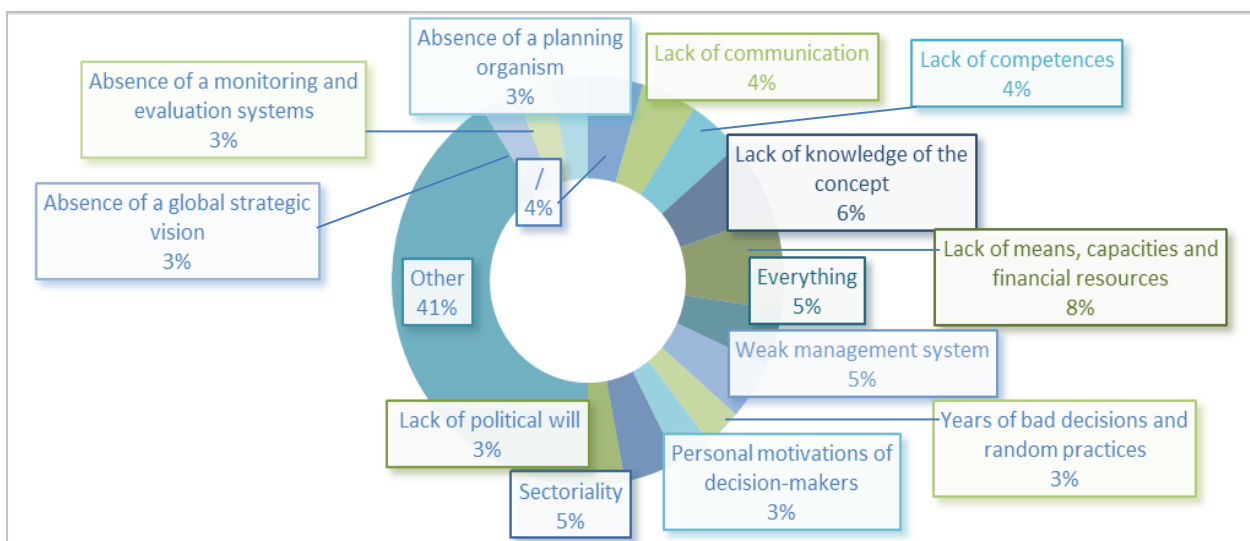 Absence of a planning
organism
3%
Lack of communication
4%
Lack of competences
4%
Absence of a monitoring and
evaluation systems
3%
Lack of knowledge of the
concept
6%
/
4%
Absence of a global strategic
vision
3%
Lack of means, capacities and
financial resources
8%
Other
41%
Everything
5%
Weak management system
5%
Lack of political will
3%
Years of bad decisions and
random practices
3%
Personal motivations of
decision-makers
3%
Sectoriality
5%